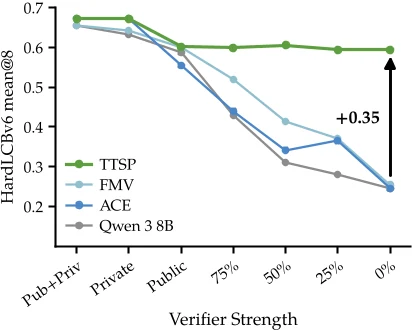 HardLCBv6 mean@8
0.7
0.6
0.5
0.4
0.3
0.2
+0.35
TTSP
FMV
ACE
Qwen 3 8B
Pub+Priv
Private
Public
75%
50%
25%
0%
Verifier Strength